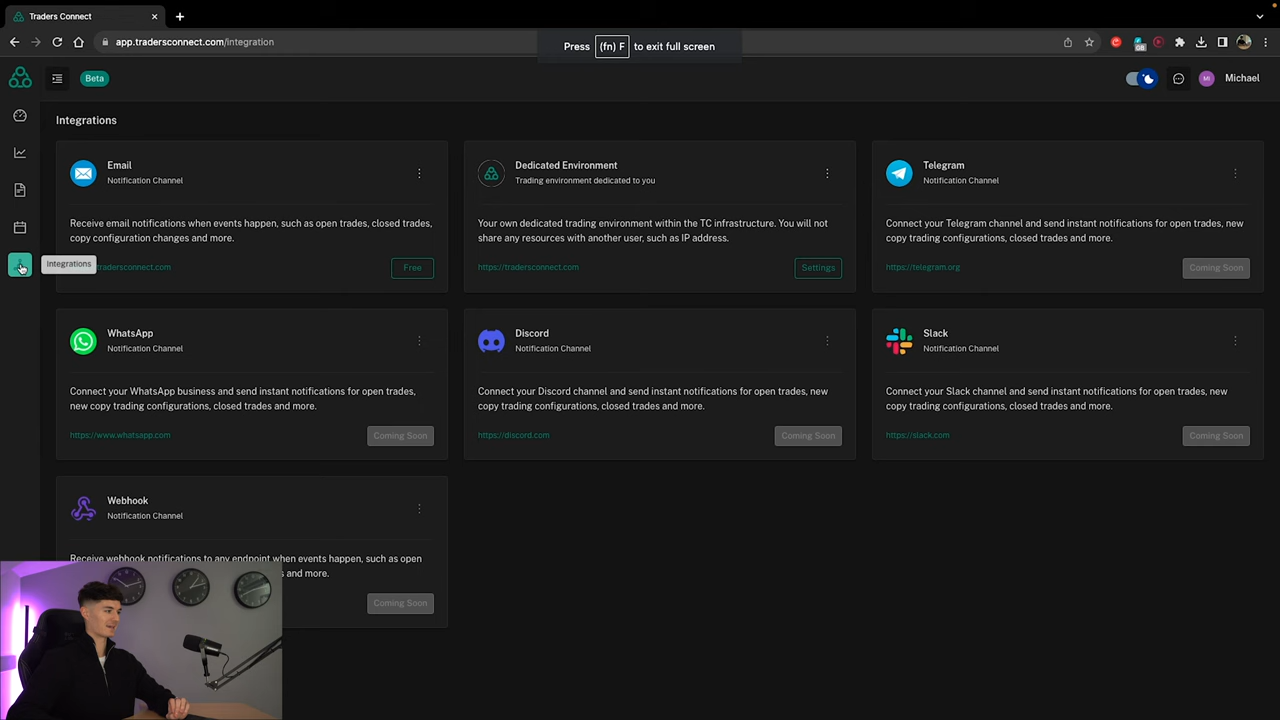 Traders Connect
app.tradersconnect.com/integration
Press (fn) F to exit full screen
Beta
MI Michael
Integrations
Email
Notification Channel
Receive email notifications when events happen, such as open trades, closed trades,
copy configuration changes and more.
tradersconnect.com
Free
Dedicated Environment
Trading environment dedicated to you
Your own dedicated trading environment within the TC infrastructure. You will not
share any resources with another user, such as IP address.
https://tradersconnect.com
Settings
Telegram
Notification Channel
Connect your Telegram channel and send instant notifications for open trades, new
copy trading configurations, closed trades and more.
https://telegram.org
Coming Soon
Integrations
WhatsApp
Notification Channel
Connect your WhatsApp business and send instant notifications for open trades,
new copy trading configurations, closed trades and more.
https://www.whatsapp.com
Coming Soon
Discord
Notification Channel
Connect your Discord channel and send instant notifications for open trades, new
copy trading configurations, closed trades and more.
https://discord.com
Coming Soon
Slack
Notification Channel
Connect your Slack channel and send instant notifications for open trades, new
copy trading configurations, closed trades and more.
https://slack.com
Coming Soon
Webhook
Notification Channel
Receive webhook notifications to any endpoint when events happen, such as open
s and more.
Coming Soon